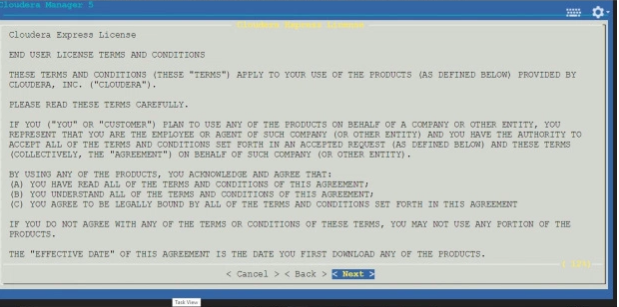 Cloudera Manager 5
Cloudera Express License
Cloudera Express License
END USER LICENSE TERMS AND CONDITIONS
THESE TERMS AND CONDITIONS (THESE "TERMS") APPLY TO YOUR USE OF THE PRODUCTS (AS DEFINED BELOW) PROVIDED BY
CLOUDERA, INC. ("CLOUDERA").
PLEASE READ THESE TERMS CAREFULLY.
IF YOU ("YOU" OR "CUSTOMER") PLAN TO USE ANY OF THE PRODUCTS ON BEHALF OF A COMPANY OR OTHER ENTITY, YOU
REPRESENT THAT YOU ARE THE EMPLOYEE OR AGENT OF SUCH COMPANY (OR OTHER ENTITY) AND YOU HAVE THE AUTHORITY TO
ACCEPT ALL OF THE TERMS AND CONDITIONS SET FORTH IN AN ACCEPTED REQUEST (AS DEFINED BELOW) AND THESE TERMS
(COLLECTIVELY, THE "AGREEMENT") ON BEHALF OF SUCH COMPANY (OR OTHER ENTITY).
BY USING ANY OF THE PRODUCTS, YOU ACKNOWLEDGE AND AGREE THAT:
(A) YOU HAVE READ ALL OF THE TERMS AND CONDITIONS OF THIS AGREEMENT;
(B) YOU UNDERSTAND ALL OF THE TERMS AND CONDITIONS OF THIS AGREEMENT;
(C) YOU AGREE TO BE LEGALLY BOUND BY ALL OF THE TERMS AND CONDITIONS SET FORTH IN THIS AGREEMENT
IF YOU DO NOT AGREE WITH ANY OF THE TERMS OR CONDITIONS OF THESE TERMS, YOU MAY NOT USE ANY PORTION OF THE
PRODUCTS.
THE "EFFECTIVE DATE" OF THIS AGREEMENT IS THE DATE YOU FIRST DOWNLOAD ANY OF THE PRODUCTS.
< Cancel > < Back > < Next >
Task View